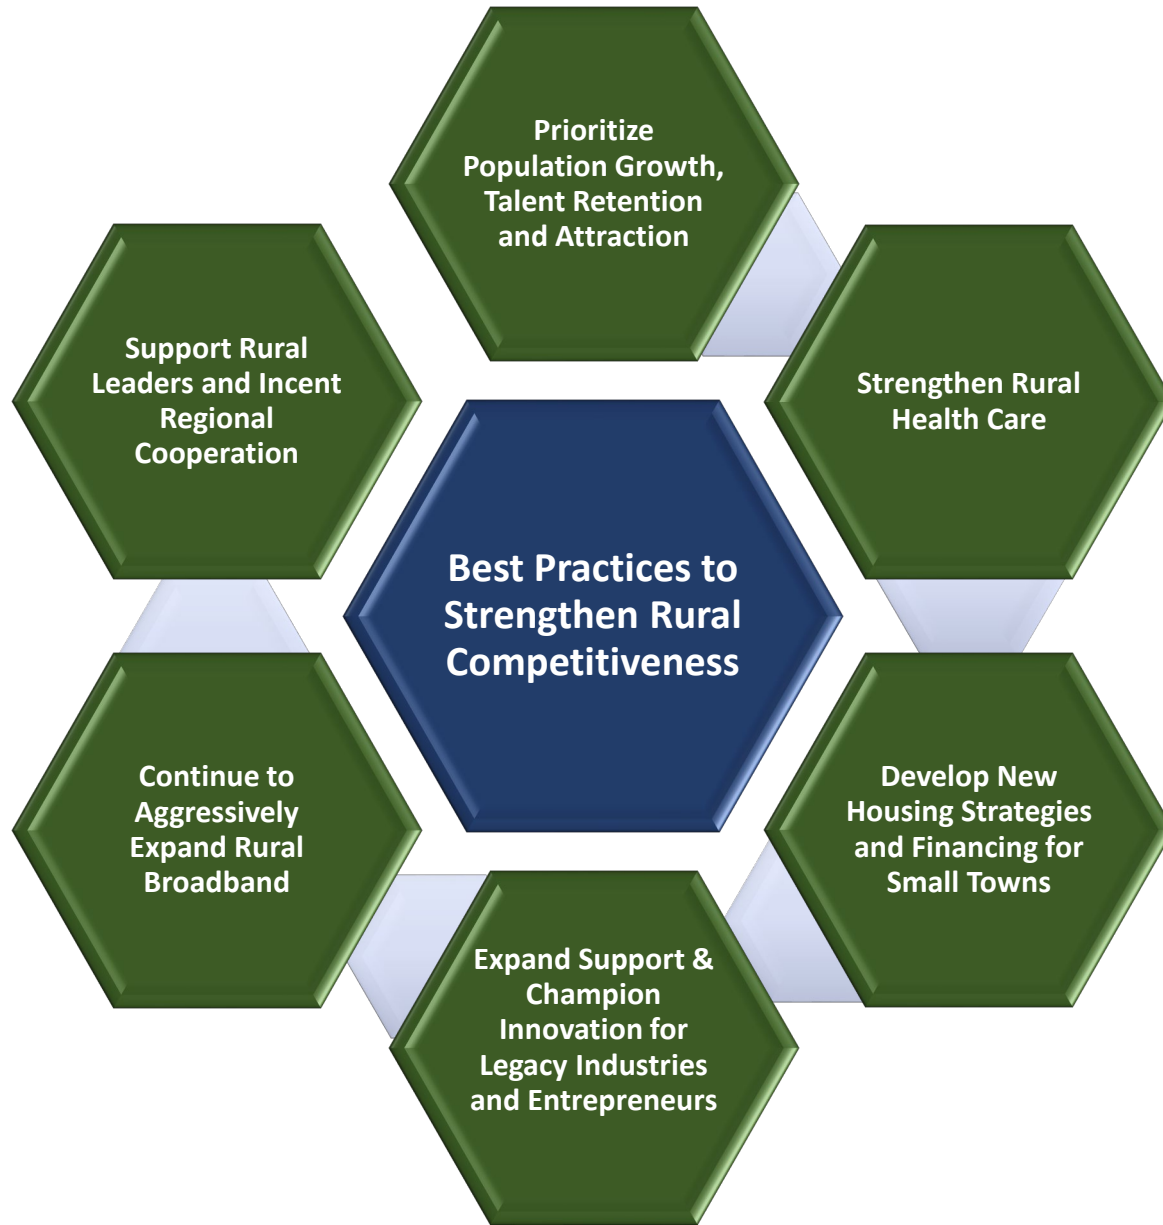 Prioritize
Population Growth,
Talent Retention
and Attraction
Strengthen Rural
Health Care
Develop New
Housing Strategies
and Financing for
Small Towns
Expand Support &
Champion
Innovation for
Legacy Industries
and Entrepreneurs
Continue to
Aggressively
Expand Rural
Broadband
Support Rural
Leaders and Incent
Regional
Cooperation
Best Practices to
Strengthen Rural
Competitiveness